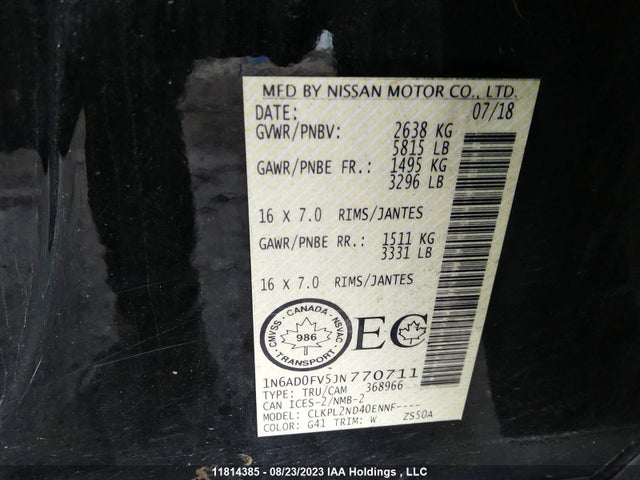 MFD BY NISSAN MOTOR CO., LTD.
DATE: 07/18
GVWR/PNBV: 2638 KG
5815 LB
GAWR/PNBE FR.: 1495 KG
3296 LB
16 X 7.0 RIMS/JANTES
GAWR/PNBE RR.: 1511 KG
3331 LB
16 X 7.0 RIMS/JANTES
CMVSS CANADA NSVAC
986
TRANSPORT
EC
1N6AD0FV5JN770711
TYPE: TRU/CAM 368966
CAN ICES-2/NMB-2
MODEL: CLKPL2ND40ENNF----
COLOR: G41 TRIM: W ZS50A
11814385 - 08/23/2023 IAA Holdings , LLC